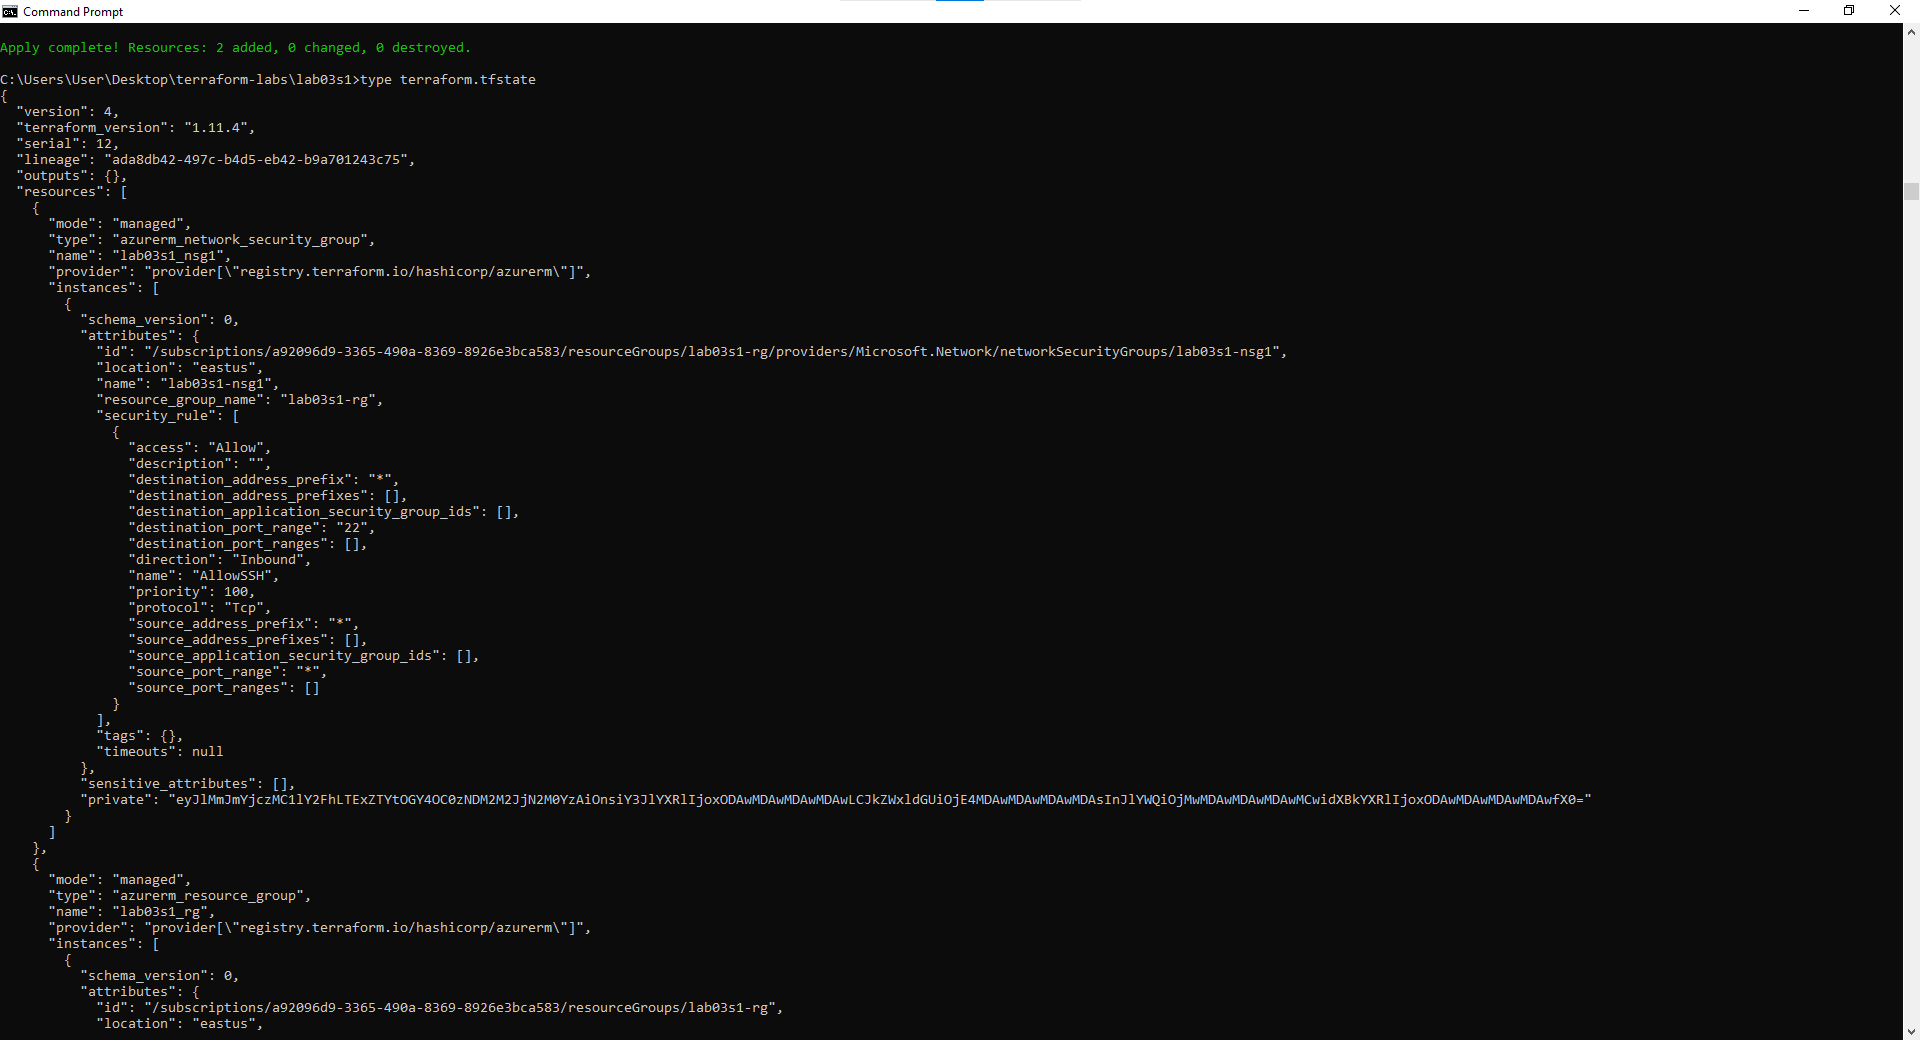 Command Prompt
Apply complete! Resources: 2 added, 0 changed, 0 destroyed.
C:\Users\User\Desktop\terraform-labs\lab03s1>type terraform.tfstate
{
  "version": 4,
  "terraform_version": "1.11.4",
  "serial": 12,
  "lineage": "ada8db42-497c-b4d5-eb42-b9a701243c75",
  "outputs": {},
  "resources": [
    {
      "mode": "managed",
      "type": "azurerm_network_security_group",
      "name": "lab03s1_nsg1",
      "provider": "provider[\"registry.terraform.io/hashicorp/azurerm\"]",
      "instances": [
        {
          "schema_version": 0,
          "attributes": {
            "id": "/subscriptions/a92096d9-3365-490a-8369-8926e3bca583/resourceGroups/lab03s1-rg/providers/Microsoft.Network/networkSecurityGroups/lab03s1-nsg1",
            "location": "eastus",
            "name": "lab03s1-nsg1",
            "resource_group_name": "lab03s1-rg",
            "security_rule": [
              {
                "access": "Allow",
                "description": "",
                "destination_address_prefix": "*",
                "destination_address_prefixes": [],
                "destination_application_security_group_ids": [],
                "destination_port_range": "22",
                "destination_port_ranges": [],
                "direction": "Inbound",
                "name": "AllowSSH",
                "priority": 100,
                "protocol": "Tcp",
                "source_address_prefix": "*",
                "source_address_prefixes": [],
                "source_application_security_group_ids": [],
                "source_port_range": "*",
                "source_port_ranges": []
              }
            ],
            "tags": {},
            "timeouts": null
          },
          "sensitive_attributes": [],
          "private": "eyJlMmJmYjczMC1lY2FhLTExZTYtOGY4OC0zNDM2M2JjN2M0YzAiOnsiY3JlYXRlIjoxODAwMDAwMDAwMDAwLCJkZWxldGUiOjE4MDAwMDAwMDAwMDAsInJlYWQiOjMwMDAwMDAwMDAwMCwidXBkYXRlIjoxODAwMDAwMDAwMDAwfX0="
        }
      ]
    },
    {
      "mode": "managed",
      "type": "azurerm_resource_group",
      "name": "lab03s1_rg",
      "provider": "provider[\"registry.terraform.io/hashicorp/azurerm\"]",
      "instances": [
        {
          "schema_version": 0,
          "attributes": {
            "id": "/subscriptions/a92096d9-3365-490a-8369-8926e3bca583/resourceGroups/lab03s1-rg",
            "location": "eastus",